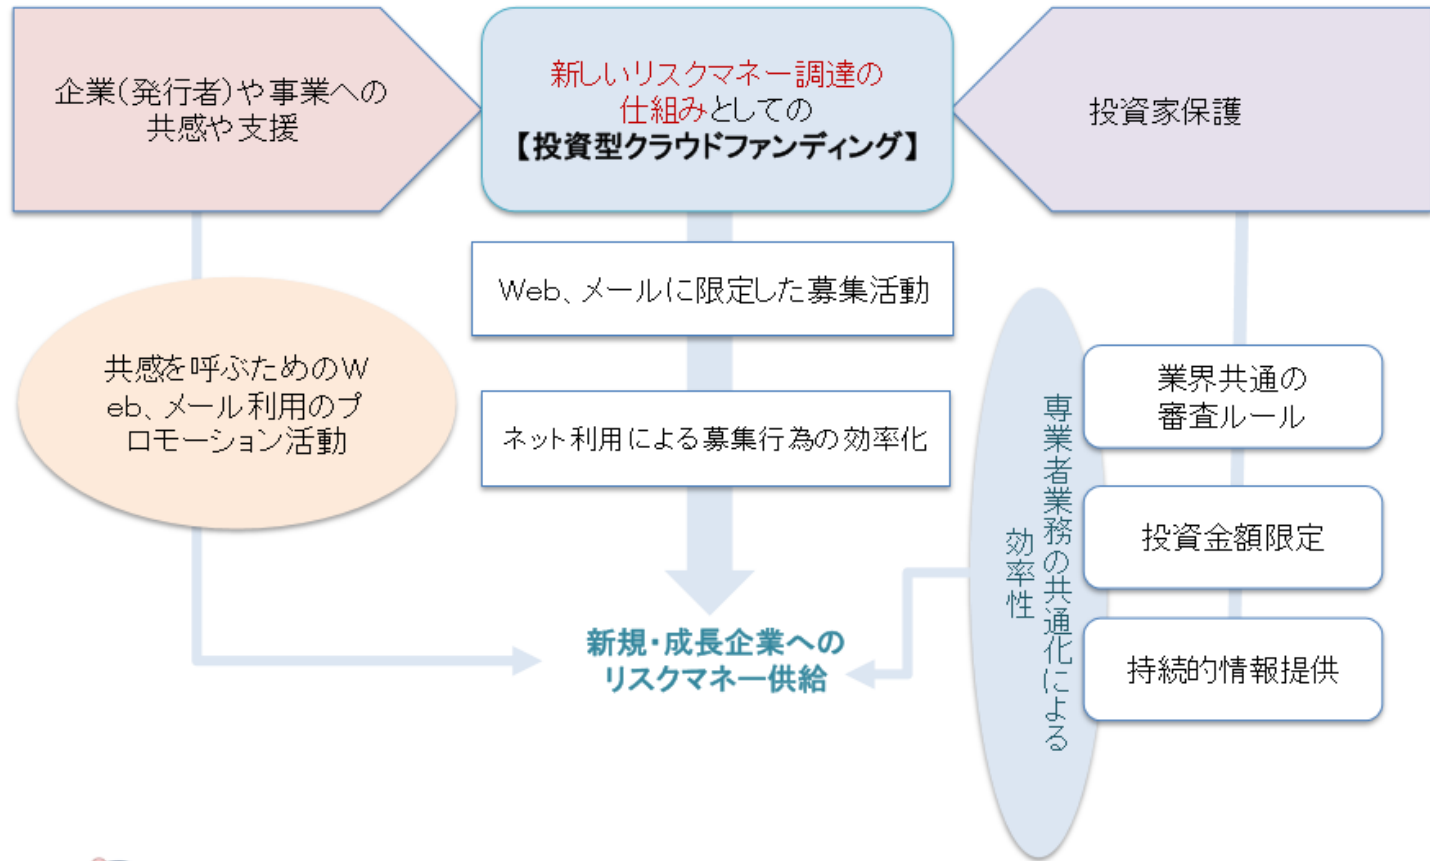 企業(発行者)や事業への
共感や支援
新しいリスクマネー調達の
仕組みとしての
【投資型クラウドファンディング】
投資家保護
Web、メールに限定した募集活動
共感を呼ぶためのW
eb、メール利用のプ
ロモーション活動
ネット利用による募集行為の効率化
専業者業務の共通化による
効率性
業界共通の
審査ルール
投資金額限定
持続的情報提供
新規・成長企業への
リスクマネー供給